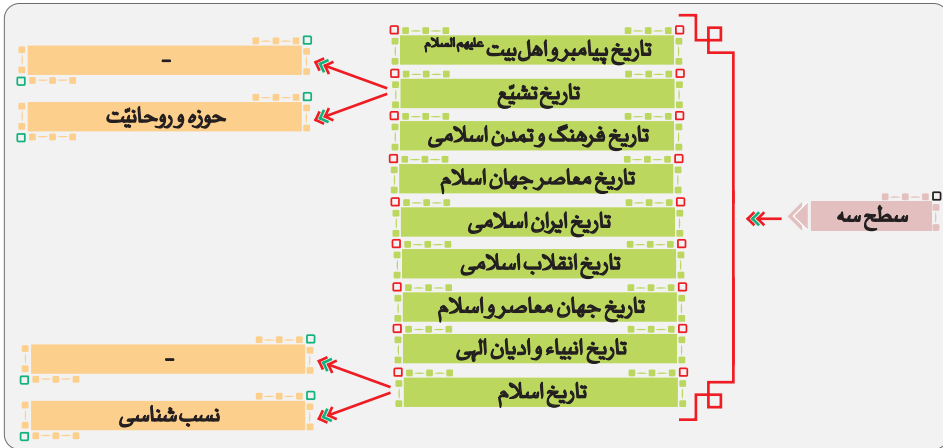 سطح سه
تاریخ پیامبر و اهل بیت علیهم السلام
تاریخ تشیّع
تاریخ فرهنگ و تمدن اسلامی
تاریخ معاصر جهان اسلام
تاریخ ایران اسلامی
تاریخ انقلاب اسلامی
تاریخ جهان معاصر و اسلام
تاریخ انبیاء و ادیان الهی
تاریخ اسلام
-
حوزه و روحانیّت
-
نسب شناسی